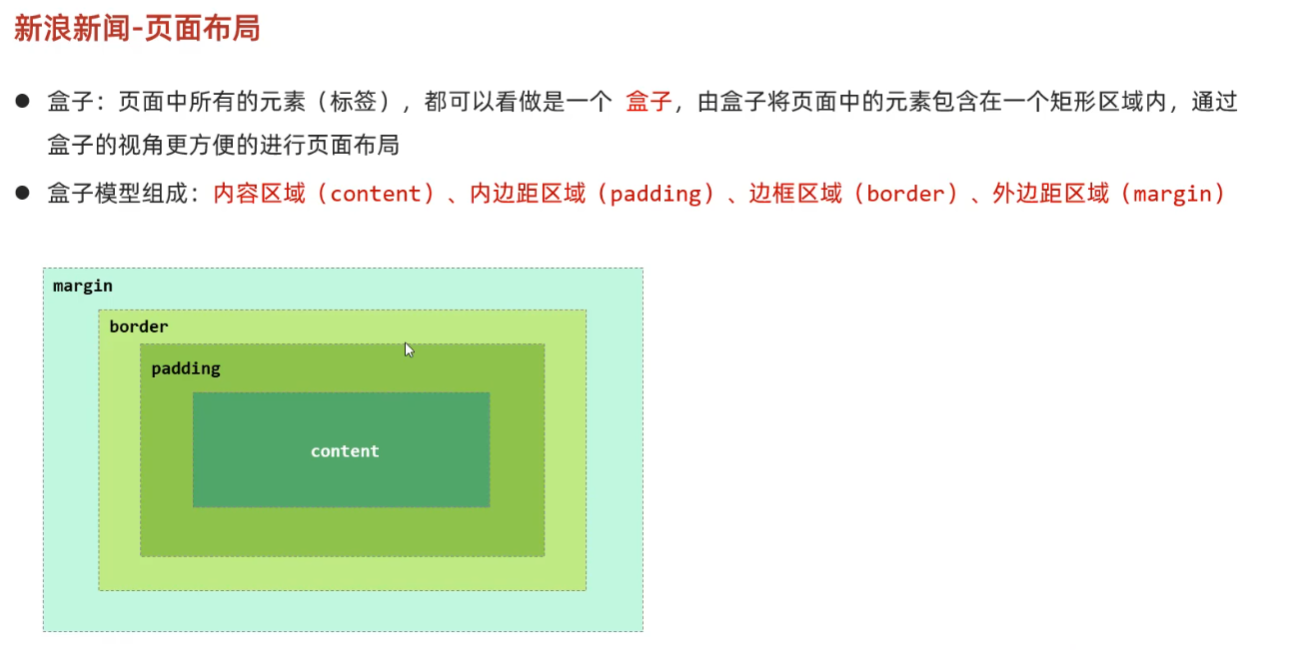 新浪新闻-页面布局
● 盒子：页面中所有的元素（标签），都可以看做是一个 盒子，由盒子将页面中的元素包含在一个矩形区域内，通过
盒子的视角更方便的进行页面布局
● 盒子模型组成：内容区域（content）、内边距区域（padding）、边框区域（border）、外边距区域（margin）
margin
border
padding
content